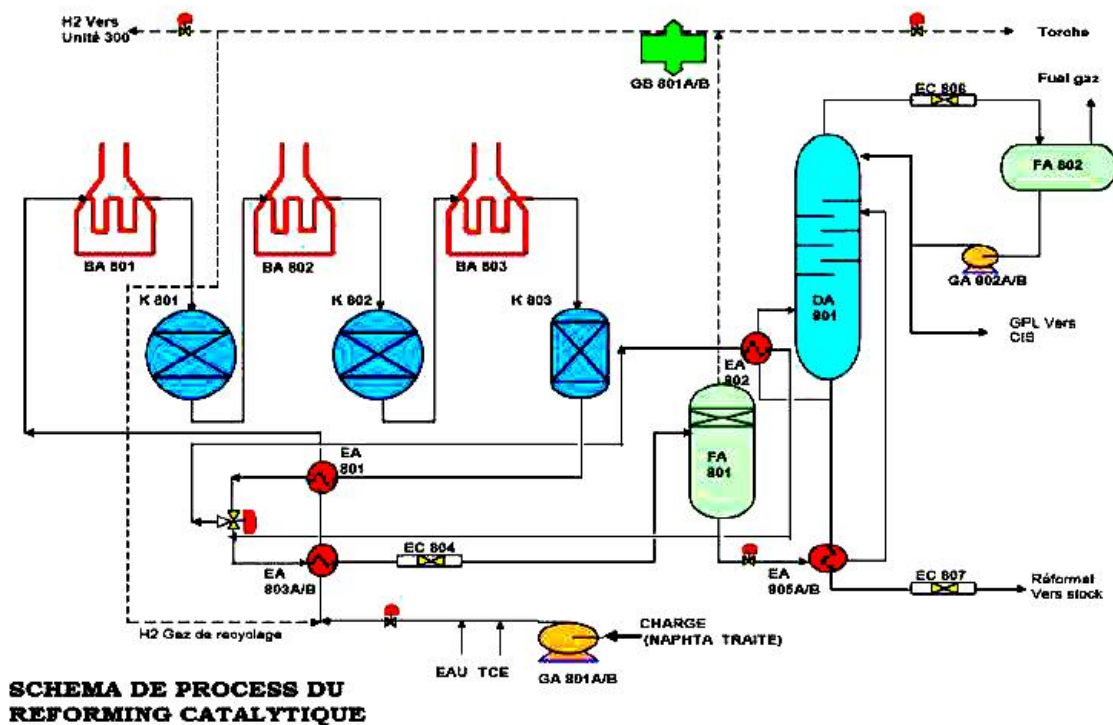 H2 Vers
Unité 300
Torche
GB 801A/B
Fuel gaz
EC 806
FA 802
BA 801
BA 802
BA 803
GA 902A/B
K 801
K 802
K 803
DA
801
GPL Vers
CIS
EA
802
EA
801
FA
801
EC 804
EA
803A/B
EA
905A/B
EC 807
Réformat
Vers stock
H2 Gaz de recyclage
CHARGE
(NAPHTA TRAITE)
EAU TCE
GA 801A/B
SCHEMA DE PROCESS DU
REFORMING CATALYTIQUE